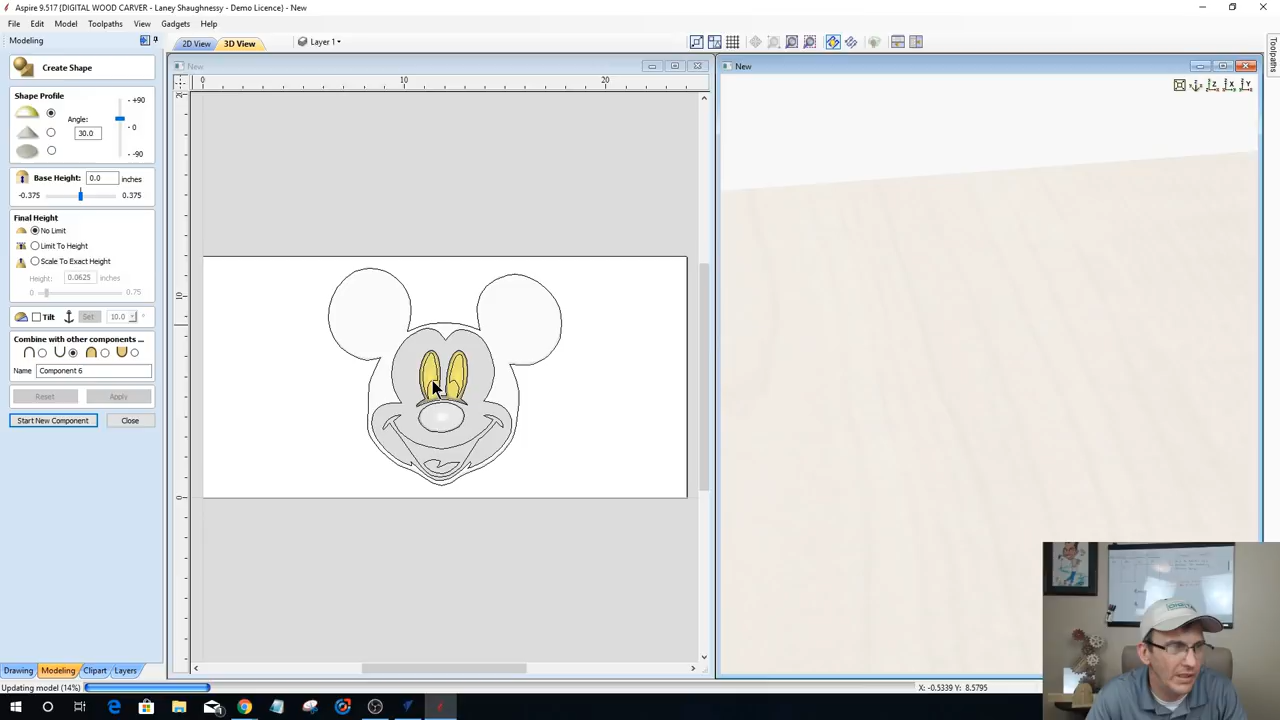 Aspire 9.517 (DIGITAL WOOD CARVER - Laney Shaughnessy - Demo Licence) - New
File Edit Model Toolpaths View Gadgets Help
Modeling
2D View 3D View Layer 1
New
New
Create Shape
0 10 20
Shape Profile
+90
Angle:
- 0
30.0
-90
Base Height: 0.0 inches
-0.375 0.375
Final Height
No Limit
Limit To Height
Scale To Exact Height
Height: 0.0625 inches
0 0.75
Tilt Set 10.0 °
Combine with other components ...
Name Component 6
Reset Apply
Start New Component Close
20
10
0
Toolpaths
Drawing Modeling Clipart Layers
Updating model (14%)
X: -0.5339 Y: 8.5795